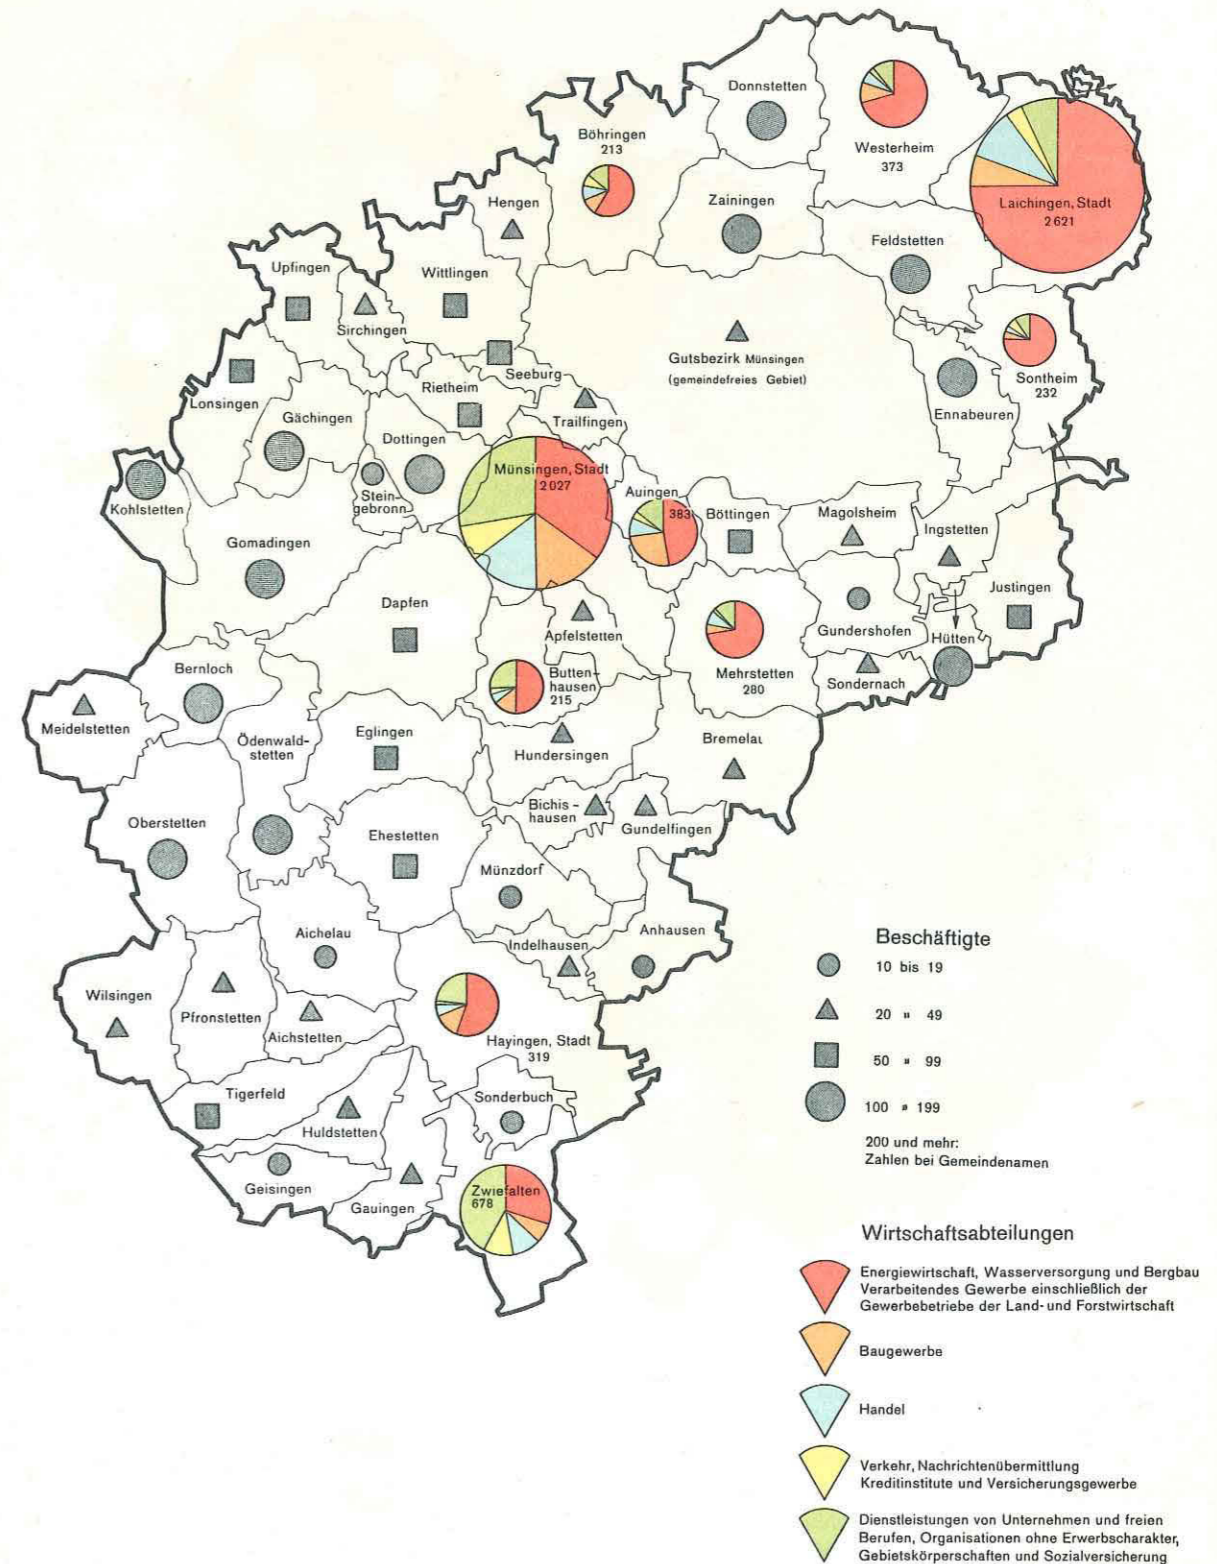 Donnstetten
Böhringen
213
Westerheim
373
Laichingen, Stadt
2 621
Hengen
Zainingen
Feldstetten
Upfingen
Wittlingen
Sirchingen
Gutsbezirk Münsingen
(gemeindefreies Gebiet)
Seeburg
Sontheim
232
Lonsingen
Rietheim
Ennabeuren
Gächingen
Trailfingen
Dottingen
Münsingen, Stadt
2 027
Stein-
gebronn
Kohlstetten
Auingen
383
Böttingen
Magolsheim
Ingstetten
Gomadingen
Justingen
Dapfen
Apfelstetten
Gundershofen
Hütten
Bernloch
Butten-
hausen
215
Mehrstetten
280
Sondernach
Meidelstetten
Ödenwald-
stetten
Eglingen
Hundersingen
Bremelau
Bichis -
hausen
Gundelfingen
Oberstetten
Ehestetten
Münzdorf
Aichelau
Indelhausen
Anhausen
Wilsingen
Pfronstetten
Aichstetten
Hayingen, Stadt
319
Tigerfeld
Huldstetten
Sonderbuch
Geisingen
Gauingen
Zwiefalten
678
Beschäftigte
10 bis 19
20 " 49
50 " 99
100 " 199
200 und mehr:
Zahlen bei Gemeindenamen
Wirtschaftsabteilungen
Energiewirtschaft, Wasserversorgung und Bergbau
Verarbeitendes Gewerbe einschließlich der
Gewerbebetriebe der Land- und Forstwirtschaft
Baugewerbe
Handel
Verkehr, Nachrichtenübermittlung
Kreditinstitute und Versicherungsgewerbe
Dienstleistungen von Unternehmen und freien
Berufen, Organisationen ohne Erwerbscharakter,
Gebietskörperschaften und Sozialversicherung